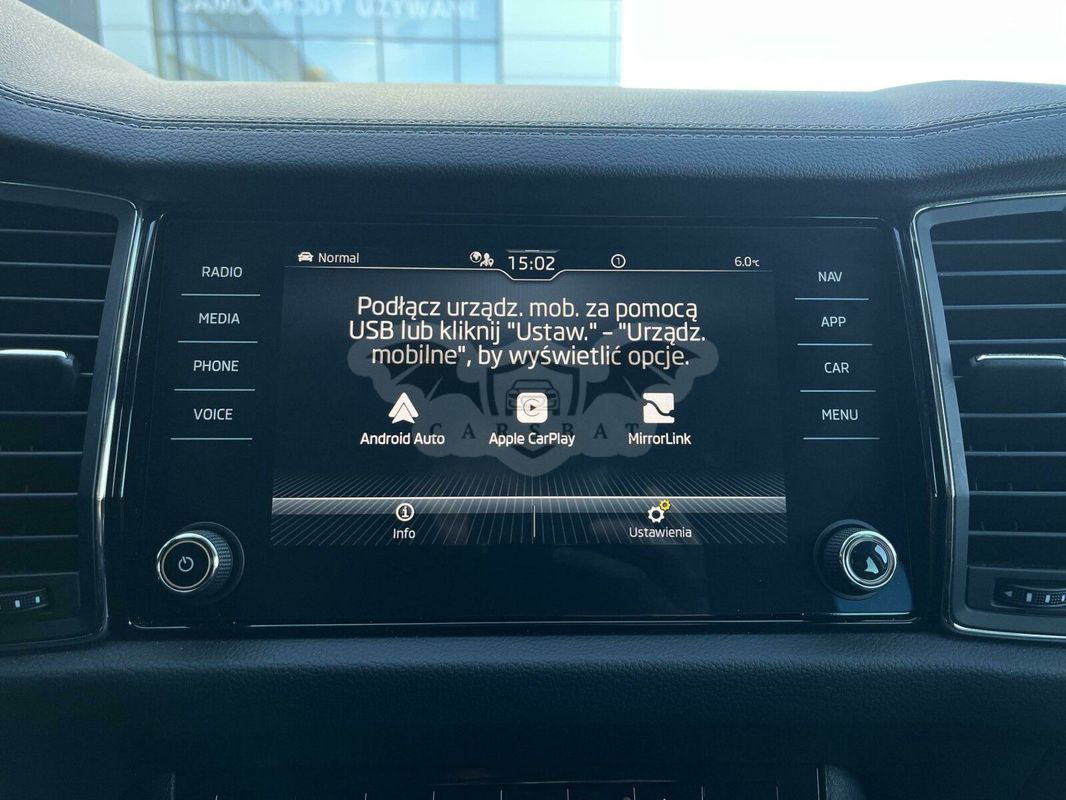 SAMOCHODY UŻYWANE
Normal
15:02
1
6.0°C
RADIO
MEDIA
PHONE
VOICE
Podłącz urządz. mob. za pomocą
USB lub kliknij "Ustaw." – "Urządz.
mobilne", by wyświetlić opcje.
Android Auto
Apple CarPlay
MirrorLink
CARSBAT
Info
Ustawienia
NAV
APP
CAR
MENU